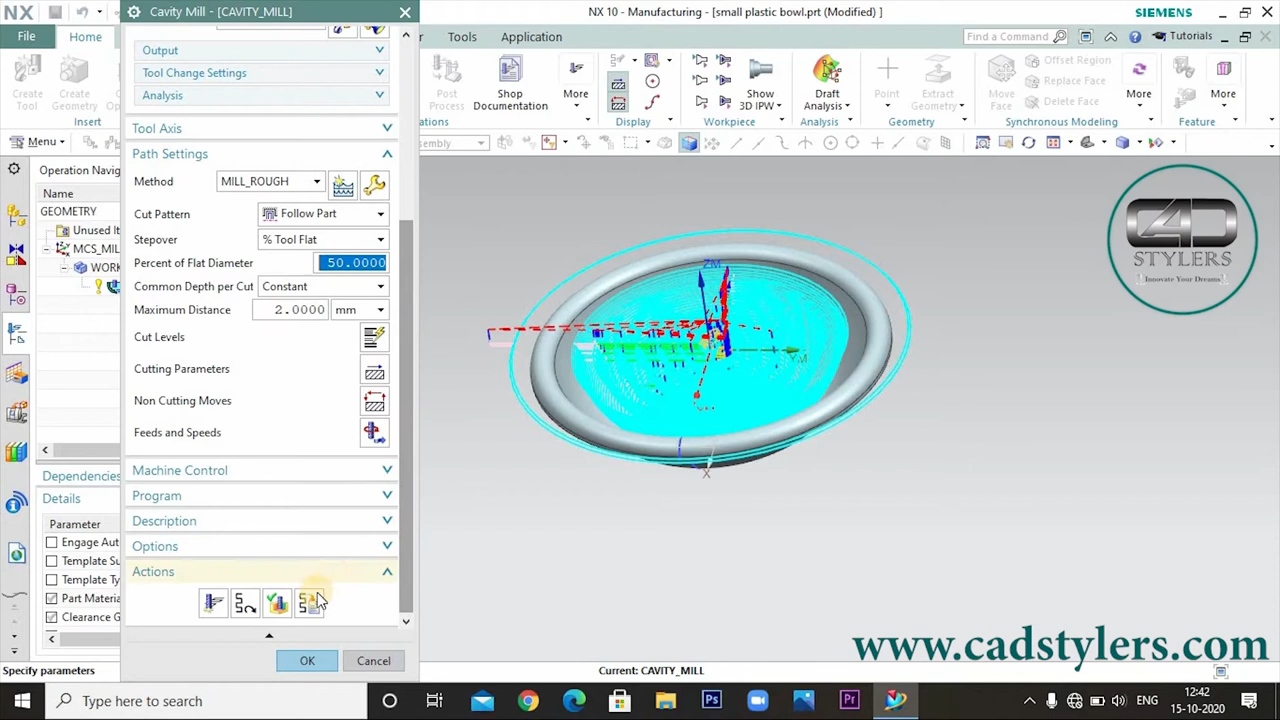 NX
Cavity Mill - [CAVITY_MILL]
NX 10 - Manufacturing - [small plastic bowl.prt (Modified) ]
SIEMENS
File
Home
Tools
Application
Find a Command
Tutorials
Output
Tool Change Settings
Analysis
Create
Tool
Create
Geometry
Insert
Post
Process
Shop
Documentation
More
Display
Show
3D IPW
Workpiece
Draft
Analysis
Analysis
Point
Extract
Geometry
Geometry
Move
Face
Offset Region
Replace Face
Delete Face
More
Synchronous Modeling
More
Feature
Menu
Tool Axis
Path Settings
Method
MILL_ROUGH
Cut Pattern
Follow Part
Stepover
% Tool Flat
Percent of Flat Diameter
50.0000
Common Depth per Cut
Constant
Maximum Distance
2.0000
mm
Cut Levels
Cutting Parameters
Non Cutting Moves
Feeds and Speeds
Machine Control
Program
Description
Options
Actions
OK
Cancel
Operation Navig
Name
GEOMETRY
Unused It
MCS_MIL
WORK
Dependencies
Details
Parameter
Engage Aut
Template Su
Template Ty
Part Materia
Clearance G
Specify parameters
ZM
YM
X
CAD
STYLERS
Innovate Your Dreams
www.cadstylers.com
Current: CAVITY_MILL
Type here to search
Ps
Pr
ENG
12:42
15-10-2020